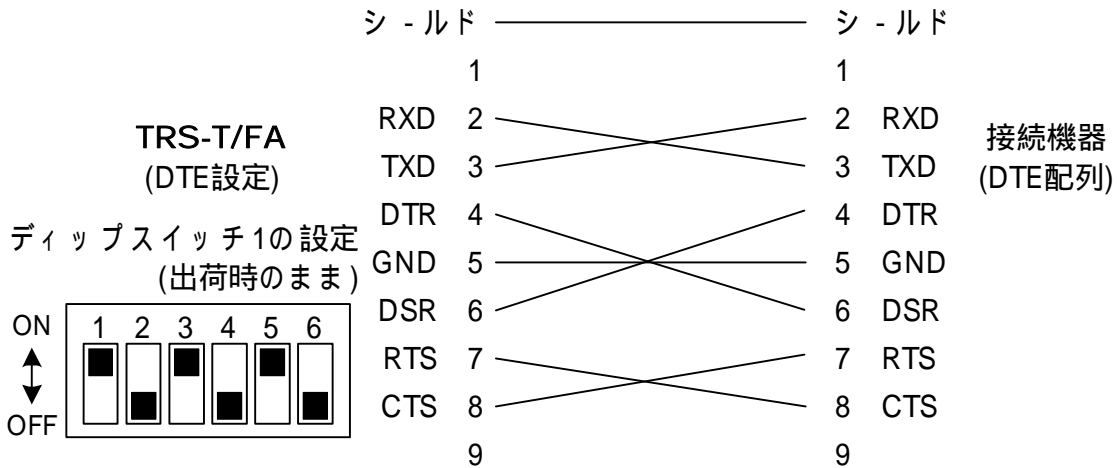 シールド シールド
1 1
RXD 2 2 RXD
TXD 3 3 TXD
DTR 4 4 DTR
GND 5 5 GND
DSR 6 6 DSR
RTS 7 7 RTS
CTS 8 8 CTS
9 9
TRS-T/FA
(DTE設定)
ディップスイッチ1の設定
(出荷時のまま)
ON
1 2 3 4 5 6
OFF
接続機器
(DTE配列)